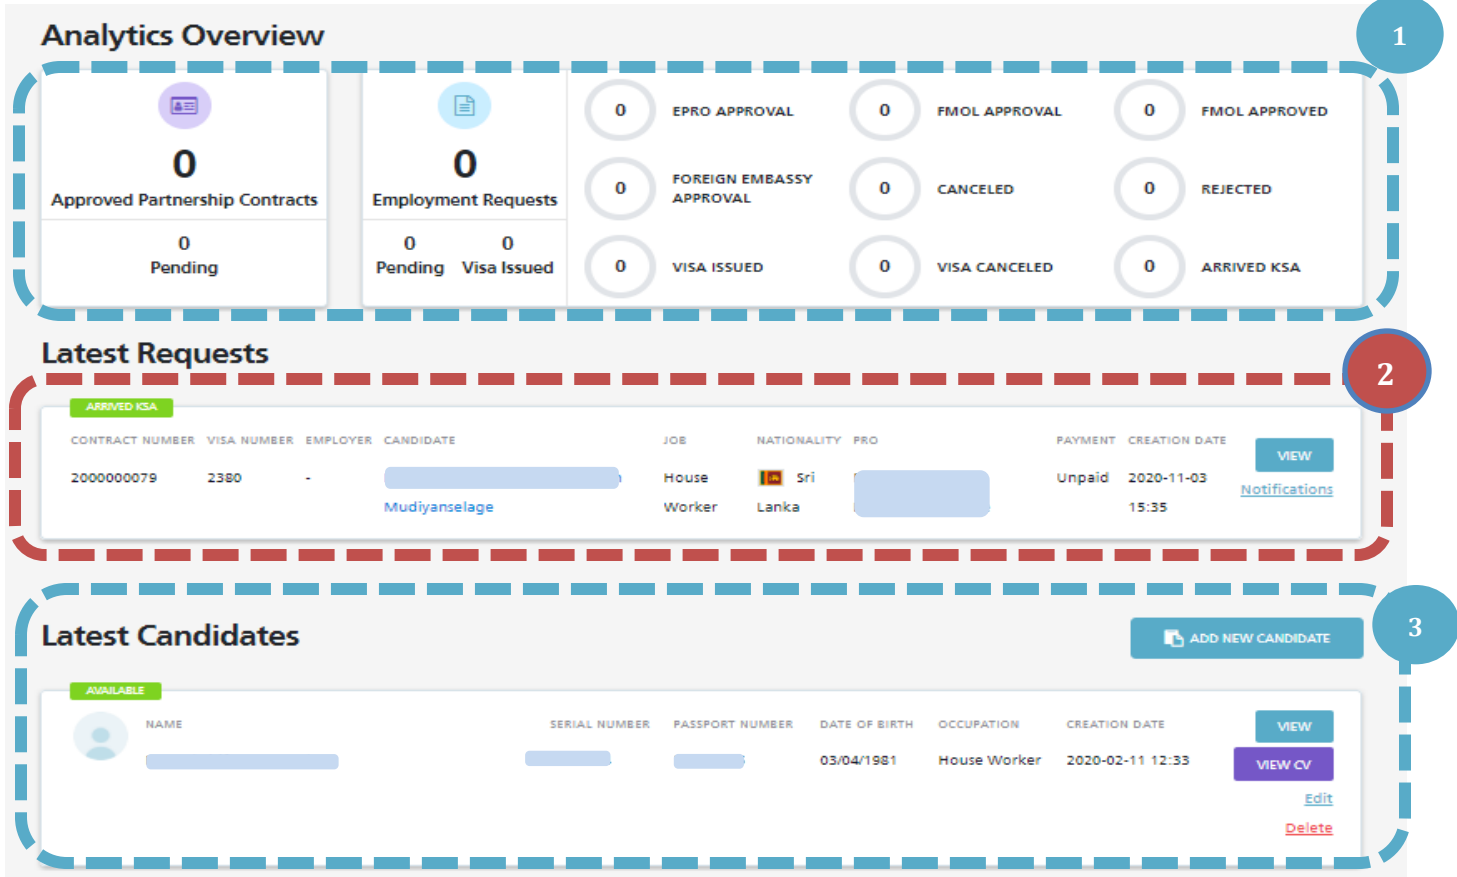 Analytics Overview
1
0
Approved Partnership Contracts
0
Pending
0
Employment Requests
0 0
Pending Visa Issued
0 EPRO APPROVAL 0 FMOL APPROVAL 0 FMOL APPROVED
0 FOREIGN EMBASSY APPROVAL 0 CANCELED 0 REJECTED
0 VISA ISSUED 0 VISA CANCELED 0 ARRIVED KSA
Latest Requests
2
ARRIVED KSA
CONTRACT NUMBER VISA NUMBER EMPLOYER CANDIDATE JOB NATIONALITY PRO PAYMENT CREATION DATE
VIEW
2000000079 2380 - House Sri Unpaid 2020-11-03
Notifications
Mudiyanselage Worker Lanka 15:35
Latest Candidates
ADD NEW CANDIDATE
3
AVAILABLE
NAME SERIAL NUMBER PASSPORT NUMBER DATE OF BIRTH OCCUPATION CREATION DATE
VIEW
03/04/1981 House Worker 2020-02-11 12:33
VIEW CV
Edit
Delete